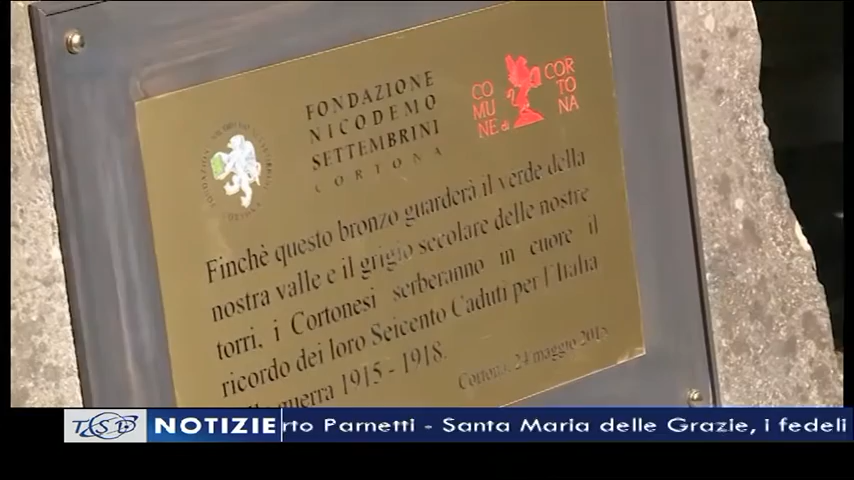 FONDAZIONE
NICODEMO
SETTEMBRINI
CORTONA
CO
MU
NE di
COR
TO
NA
Finchè questo bronzo guarderà il verde della
nostra valle e il grigio secolare delle nostre
torri, i Cortonesi serberanno in cuore il
ricordo dei loro Seicento Caduti per l'Italia
guerra 1915 - 1918.
Cortona, 24 maggio 2015
TSD NOTIZIE rto Parnetti - Santa Maria delle Grazie, i fedeli